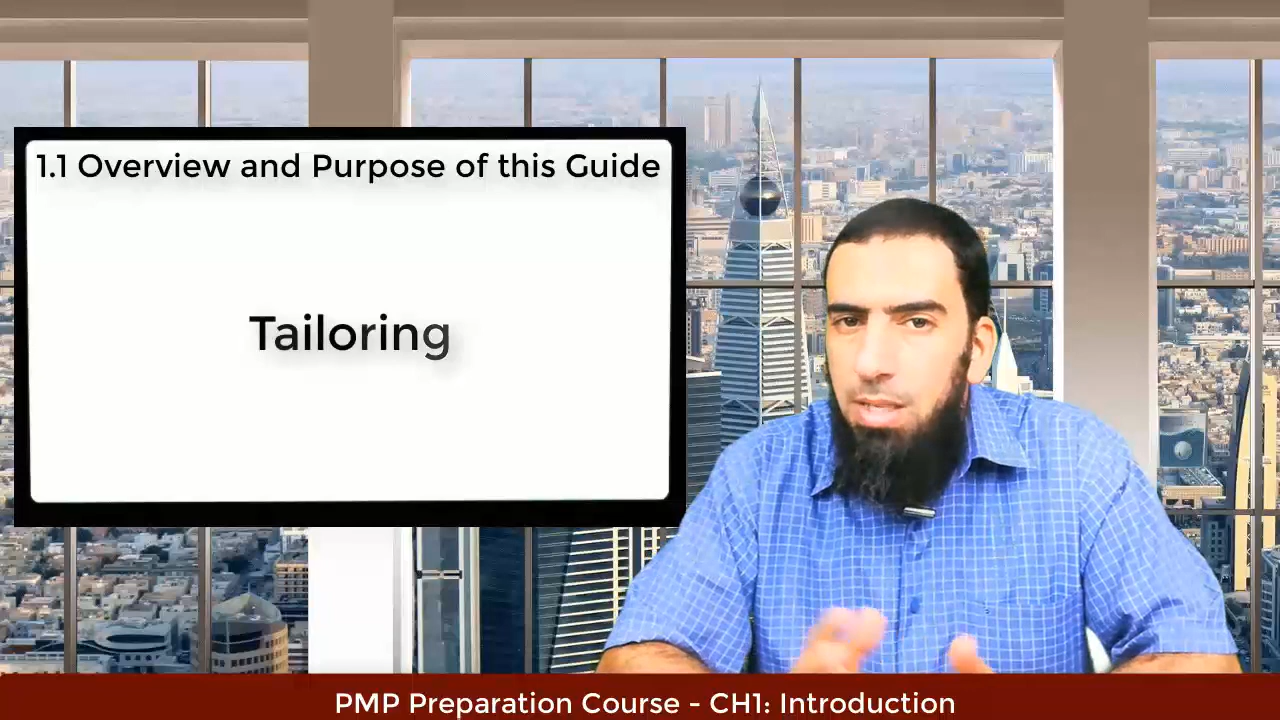 1.1 Overview and Purpose of this Guide
Tailoring
PMP Preparation Course - CH1: Introduction